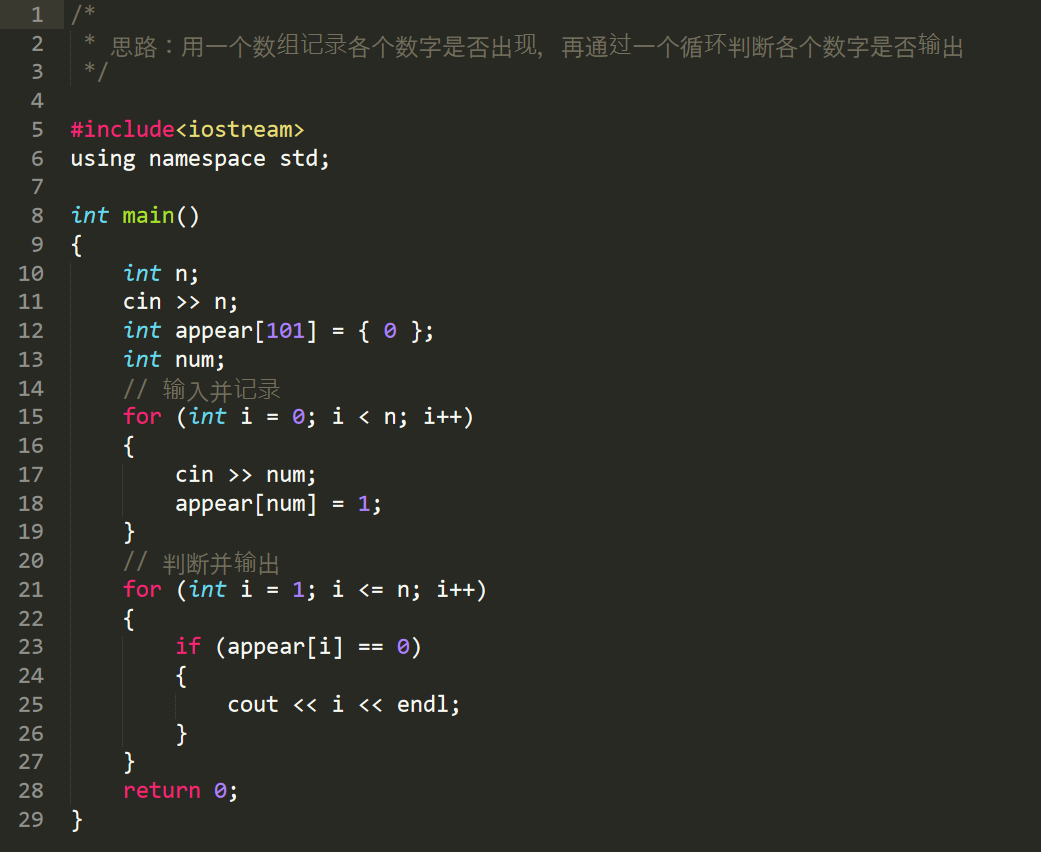 1 /*
2  * 思路：用一个数组记录各个数字是否出现，再通过一个循环判断各个数字是否输出
3  */
4
5 #include<iostream>
6 using namespace std;
7
8 int main()
9 {
10     int n;
11     cin >> n;
12     int appear[101] = { 0 };
13     int num;
14     // 输入并记录
15     for (int i = 0; i < n; i++)
16     {
17         cin >> num;
18         appear[num] = 1;
19     }
20     // 判断并输出
21     for (int i = 1; i <= n; i++)
22     {
23         if (appear[i] == 0)
24         {
25             cout << i << endl;
26         }
27     }
28     return 0;
29 }